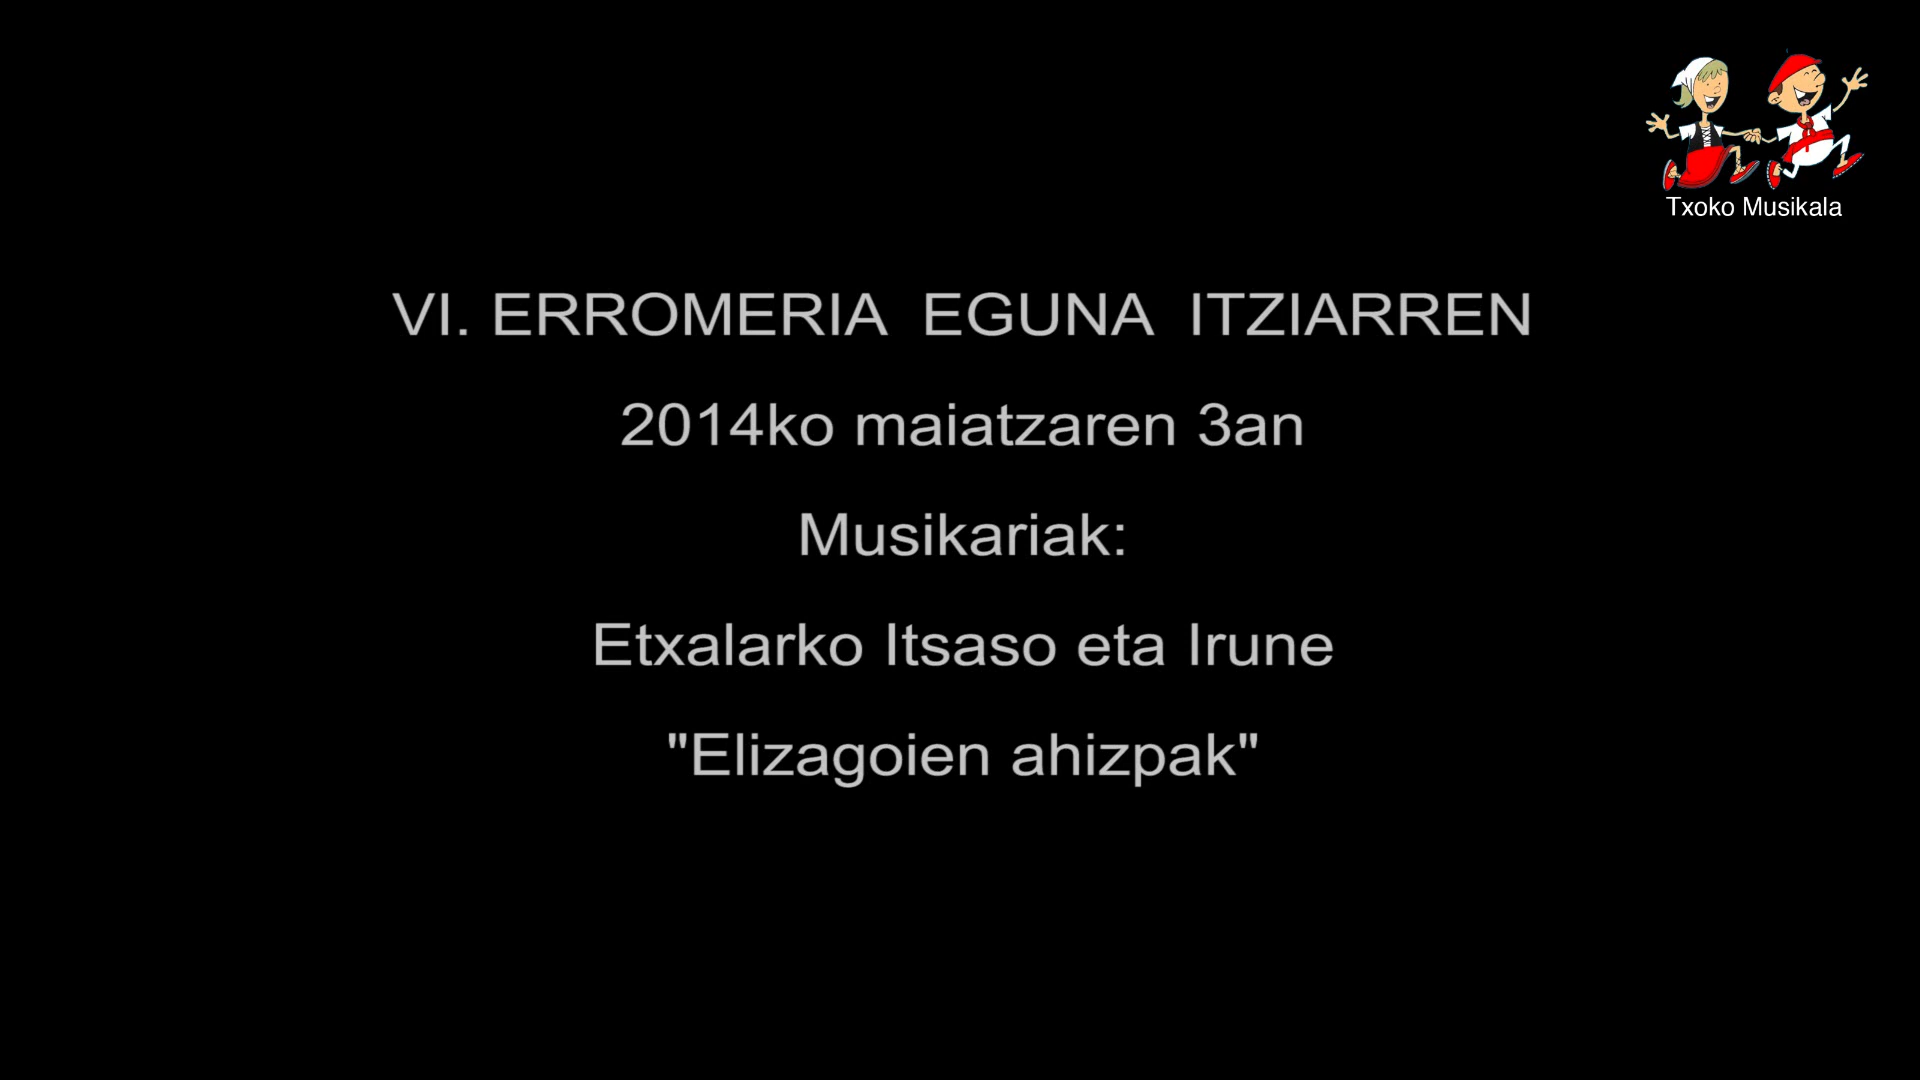 Txoko Musikala
VI. ERROMERIA EGUNA ITZIARREN
2014ko maiatzaren 3an
Musikariak:
Etxalarko Itsaso eta Irune
"Elizagoien ahizpak"